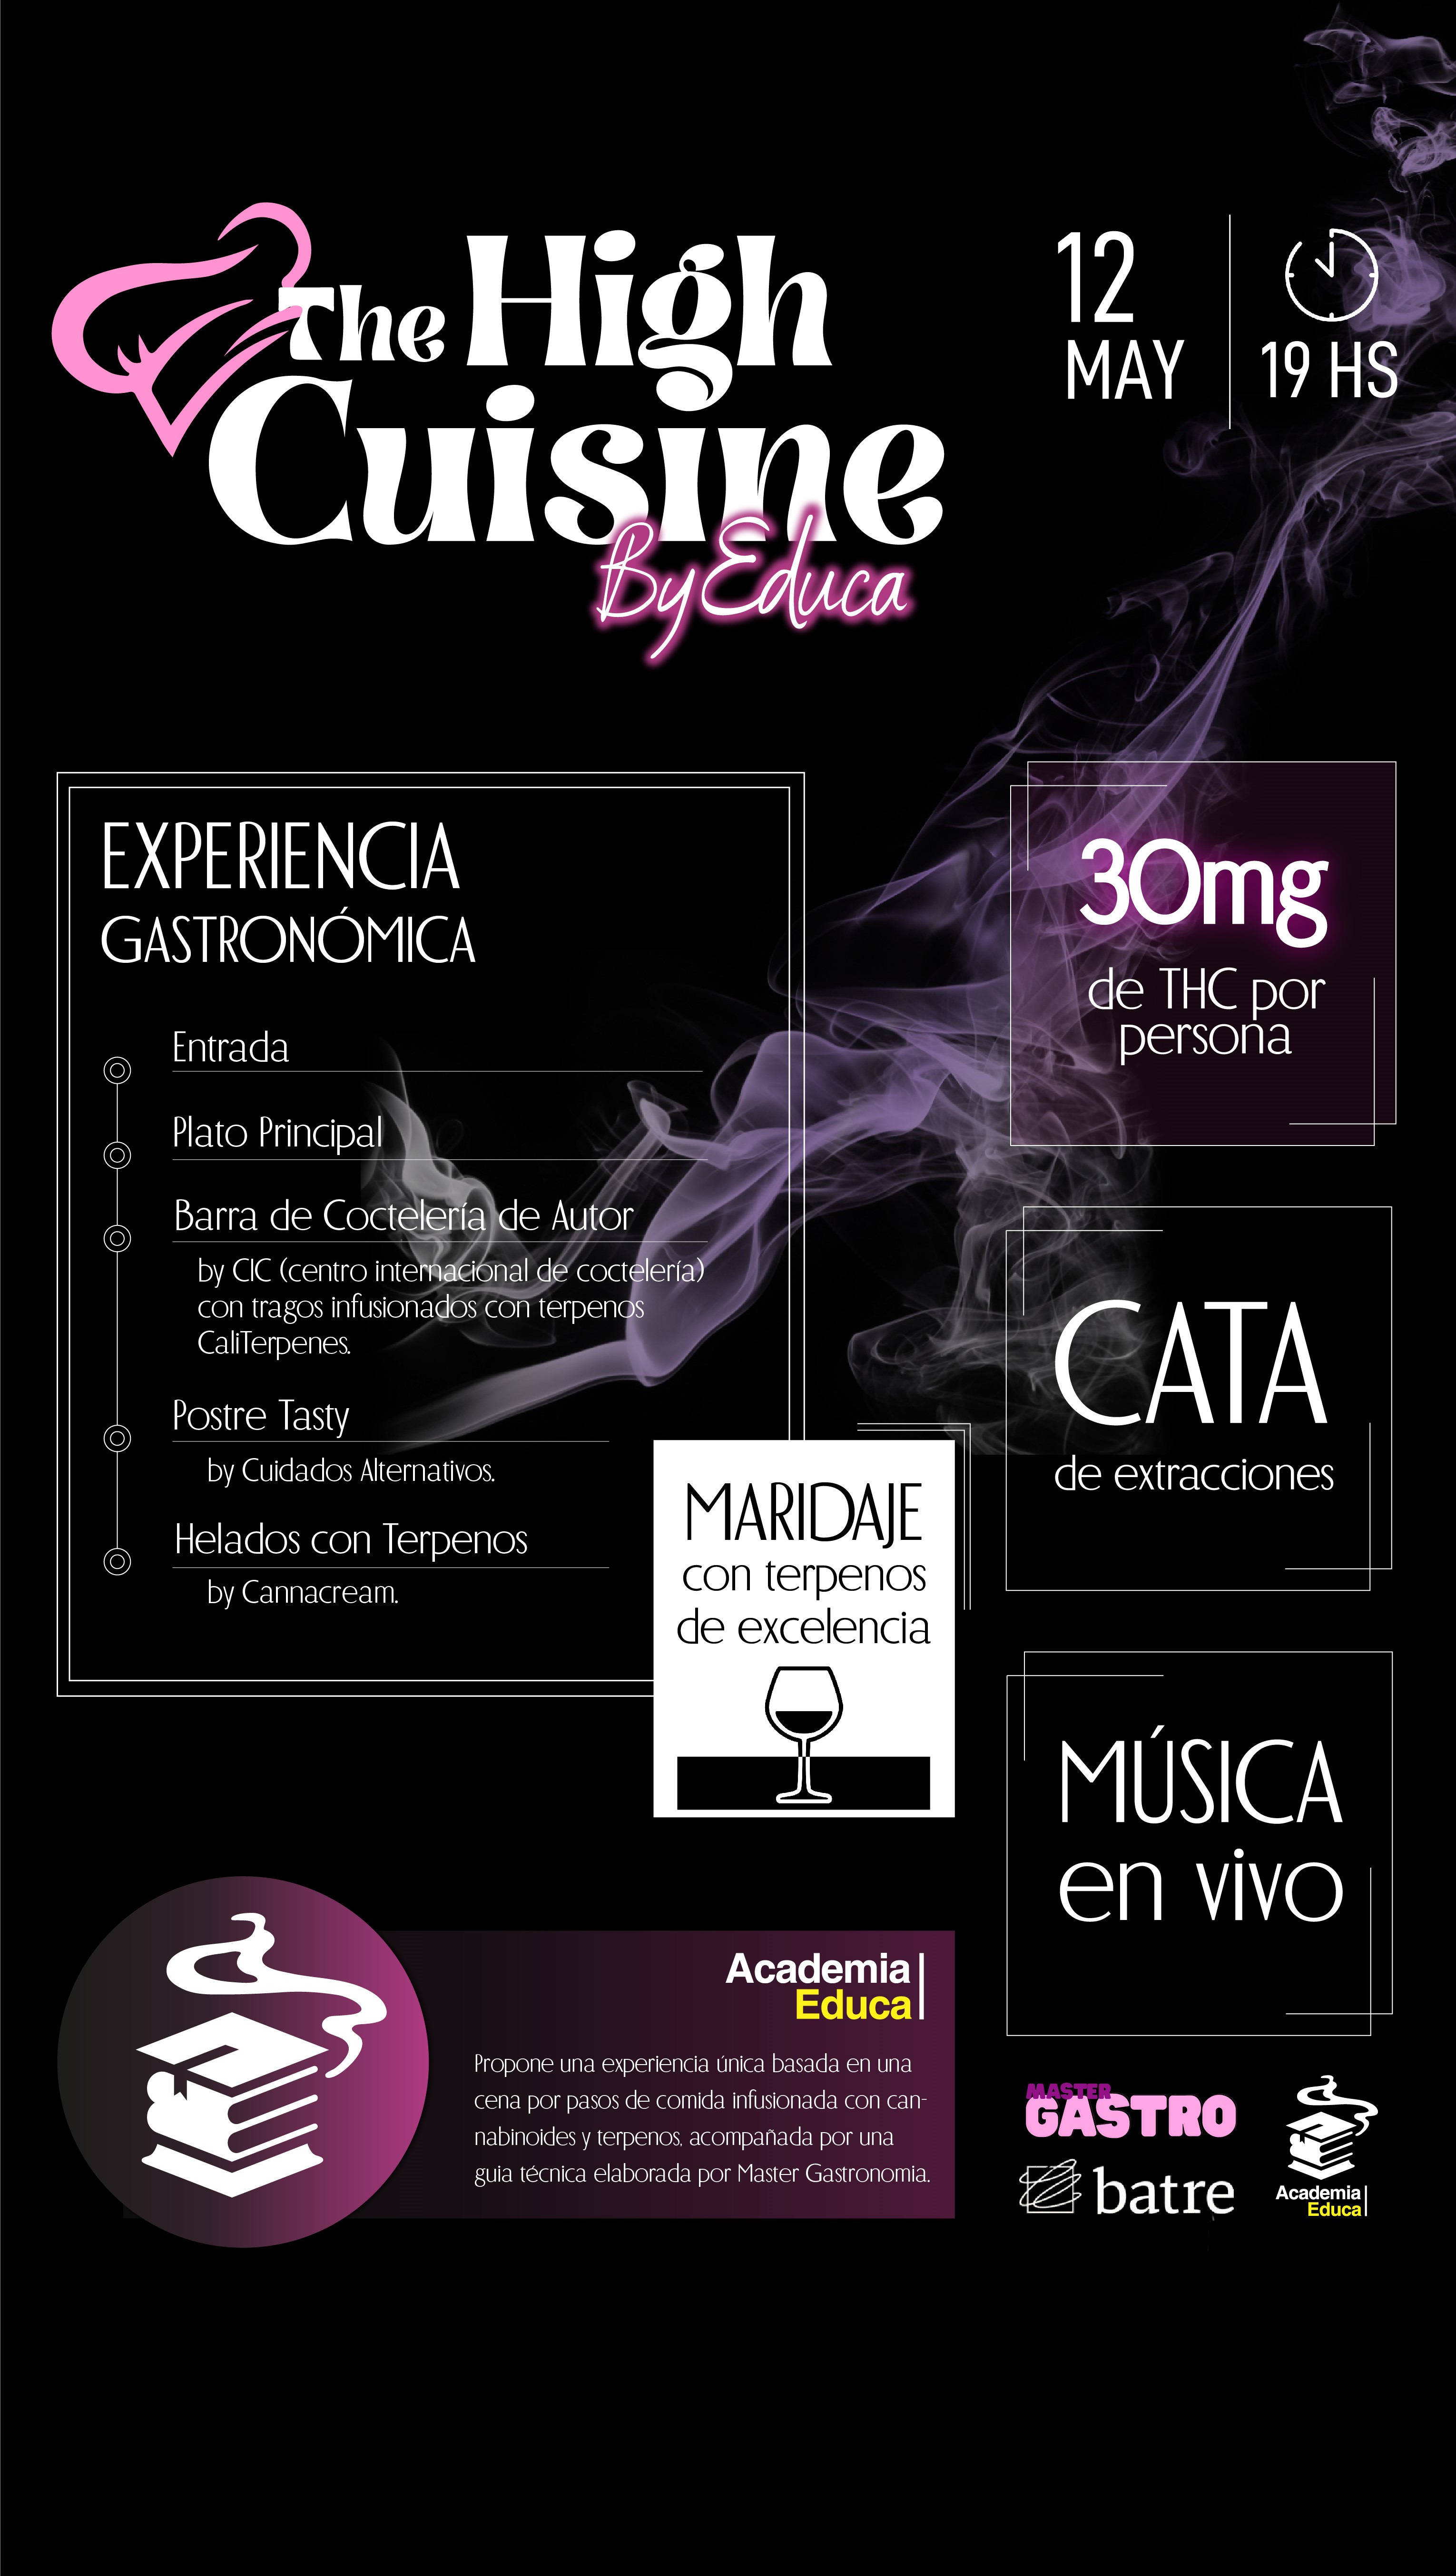 The High
Cuisine
By Educa
12
MAY
19 HS
EXPERIENCIA
GASTRONÓMICA
Entrada
Plato Principal
Barra de Coctelería de Autor
by CIC (centro internacional de coctelería)
con tragos infusionados con terpenos
CaliTerpenes.
Postre Tasty
by Cuidados Alternativos.
Helados con Terpenos
by Cannacream.
MARIDAJE
con terpenos
de excelencia
30mg
de THC por
persona
CATA
de extracciones
MÚSICA
en vivo
Academia
Educa
Propone una experiencia única basada en una
cena por pasos de comida infusionada con can-
nabinoides y terpenos, acompañada por una
guia técnica elaborada por Master Gastronomia.
MASTER
GASTRO
batre
Academia
Educa